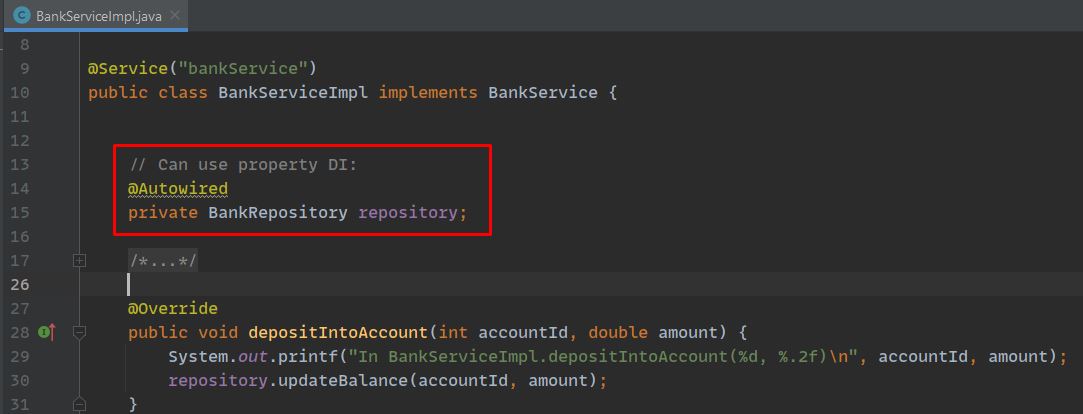 BankServiceImpl.java
8
9 @Service("bankService")
10 public class BankServiceImpl implements BankService {
11
12
13 // Can use property DI:
14 @Autowired
15 private BankRepository repository;
16
17 /*...*/
26
27 @Override
28 public void depositIntoAccount(int accountId, double amount) {
29 System.out.printf("In BankServiceImpl.depositIntoAccount(%d, %.2f)\n", accountId, amount);
30 repository.updateBalance(accountId, amount);
31 }